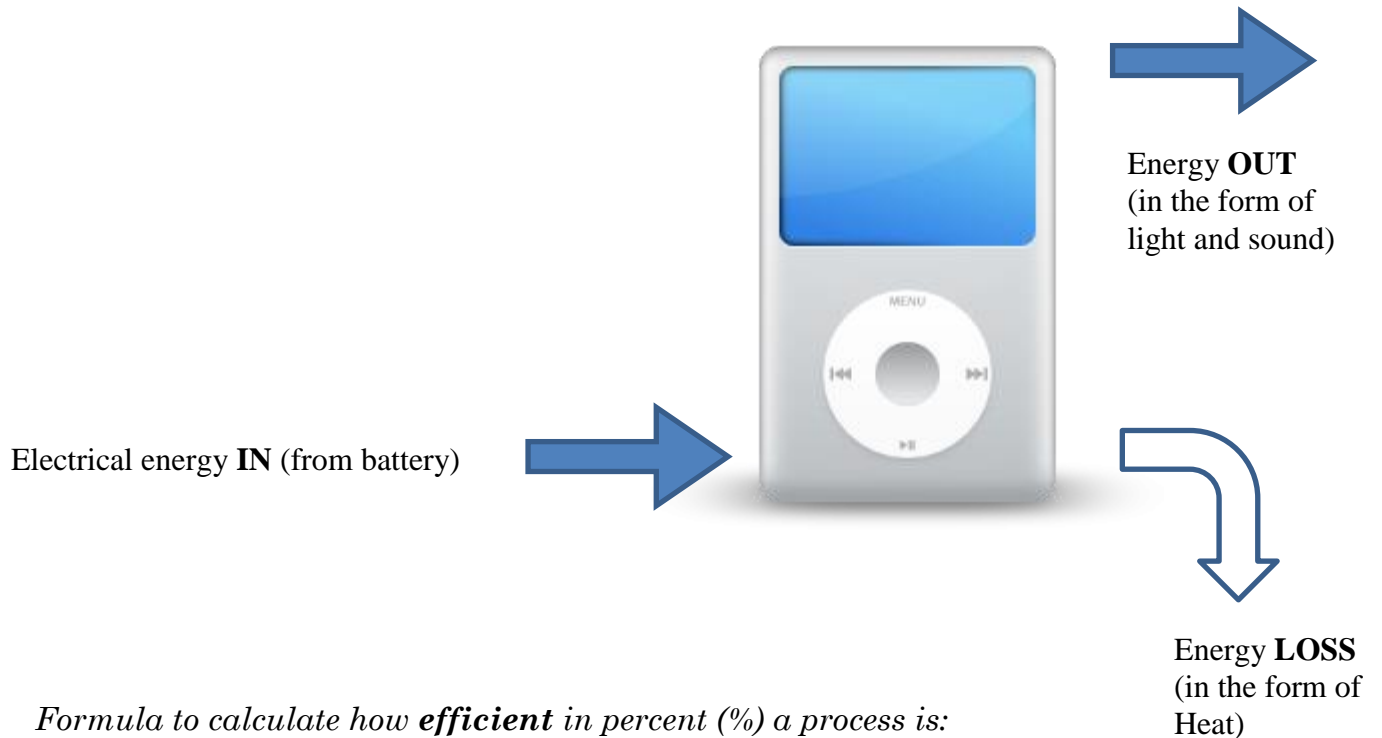 Energy OUT
(in the form of
light and sound)
MENU
Electrical energy IN (from battery)
Energy LOSS
(in the form of
Heat)
Formula to calculate how efficient in percent (%) a process is: